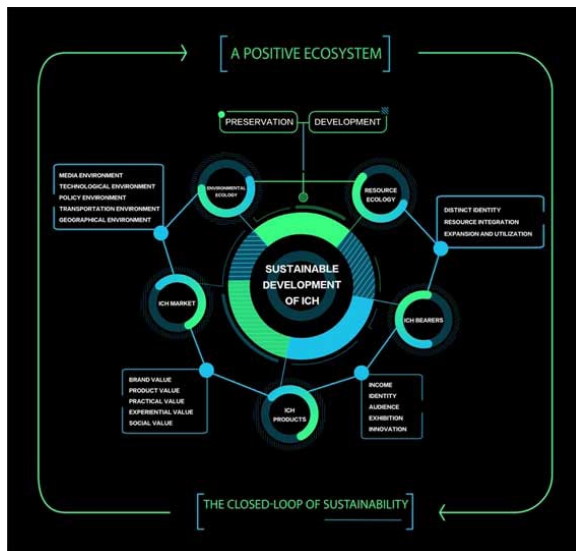 A POSITIVE ECOSYSTEM
PRESERVATION
DEVELOPMENT
MEDIA ENVIRONMENT
TECHNOLOGICAL ENVIRONMENT
POLICY ENVIRONMENT
TRANSPORTATION ENVIRONMENT
GEOGRAPHICAL ENVIRONMENT
ENVIRONMENTAL
ECOLOGY
RESOURCE
ECOLOGY
DISTINCT IDENTITY
RESOURCE INTEGRATION
EXPANSION AND UTILIZATION
SUSTAINABLE
DEVELOPMENT
OF ICH
ICH MARKET
ICH BEARERS
BRAND VALUE
PRODUCT VALUE
PRACTICAL VALUE
EXPERIENTIAL VALUE
SOCIAL VALUE
ICH
PRODUCTS
INCOME
IDENTITY
AUDIENCE
EXHIBITION
INNOVATION
THE CLOSED-LOOP OF SUSTAINABILITY